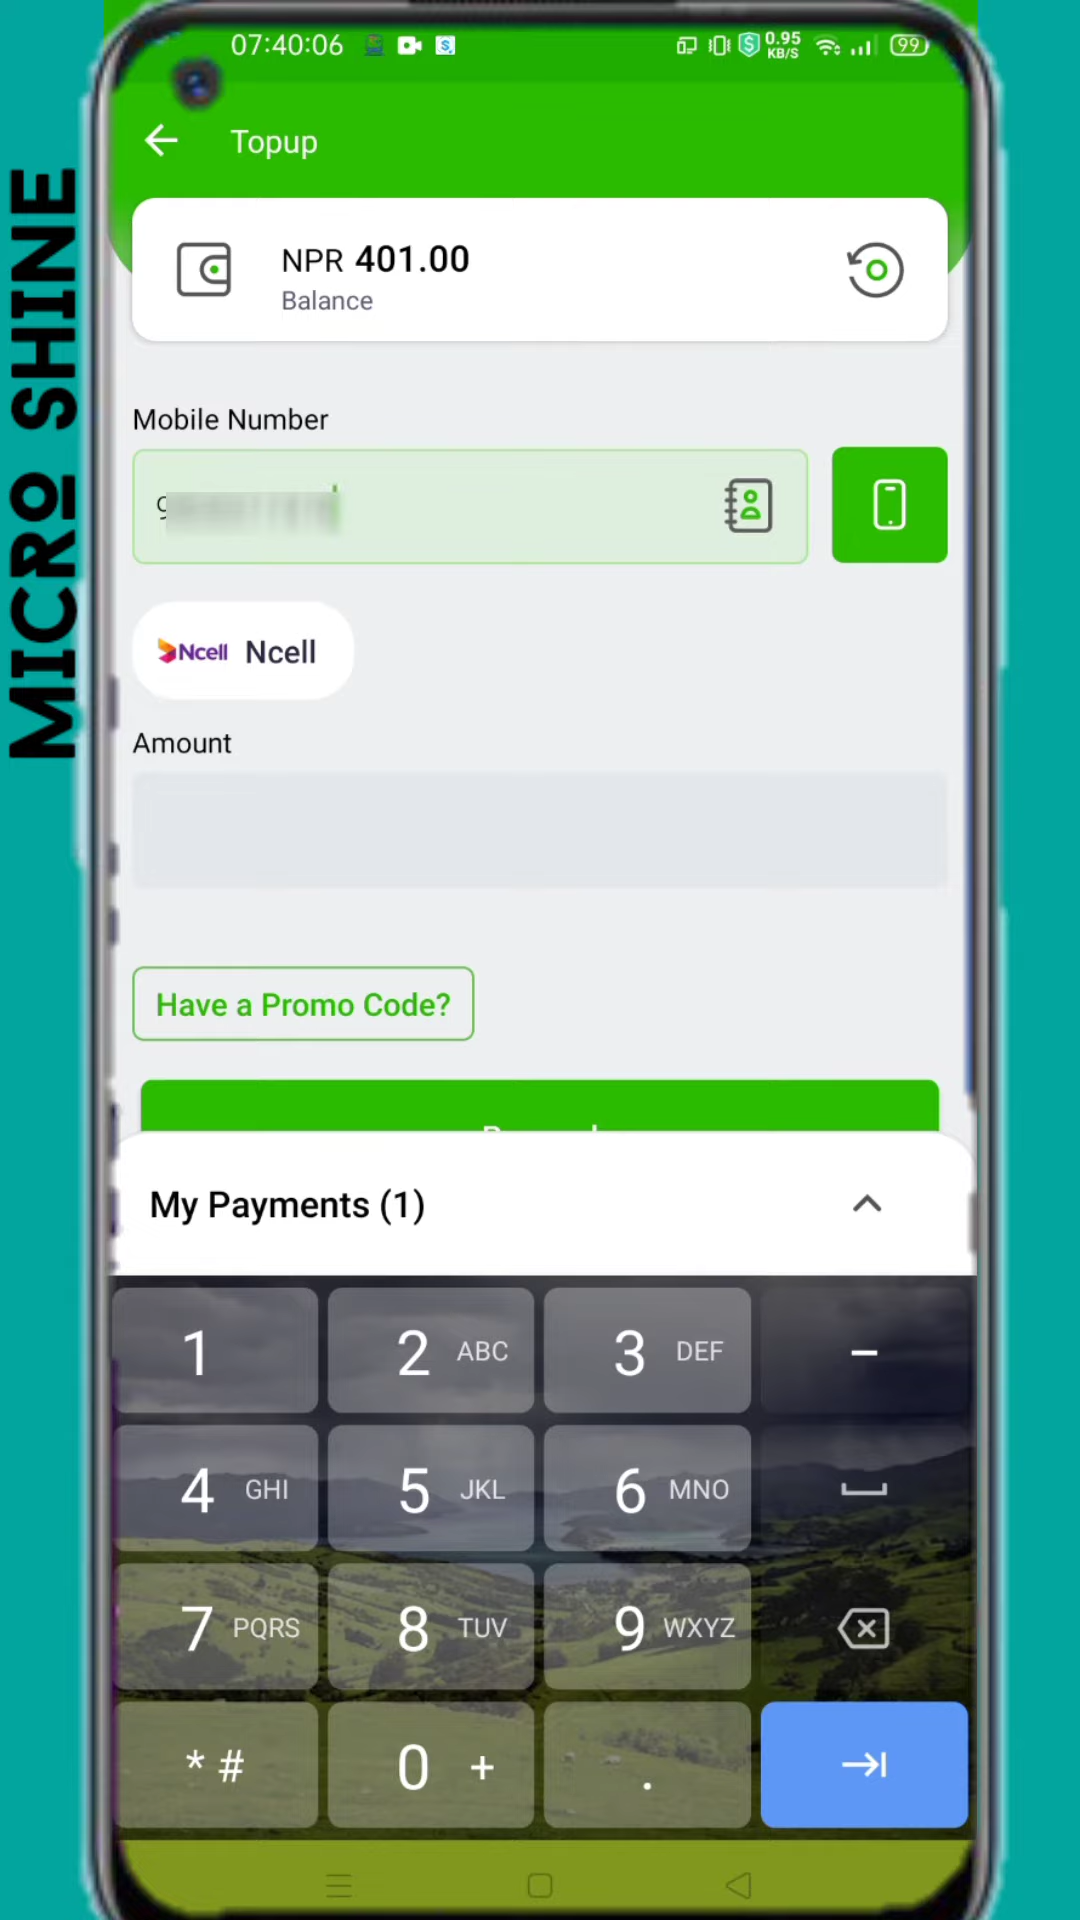 MICRO SHINE
07:40:06
0.95
KB/S
99
Topup
NPR 401.00
Balance
Mobile Number
Ncell Ncell
Amount
Have a Promo Code?
My Payments (1)
1
2 ABC
3 DEF
-
4 GHI
5 JKL
6 MNO
7 PQRS
8 TUV
9 WXYZ
* #
0 +
.